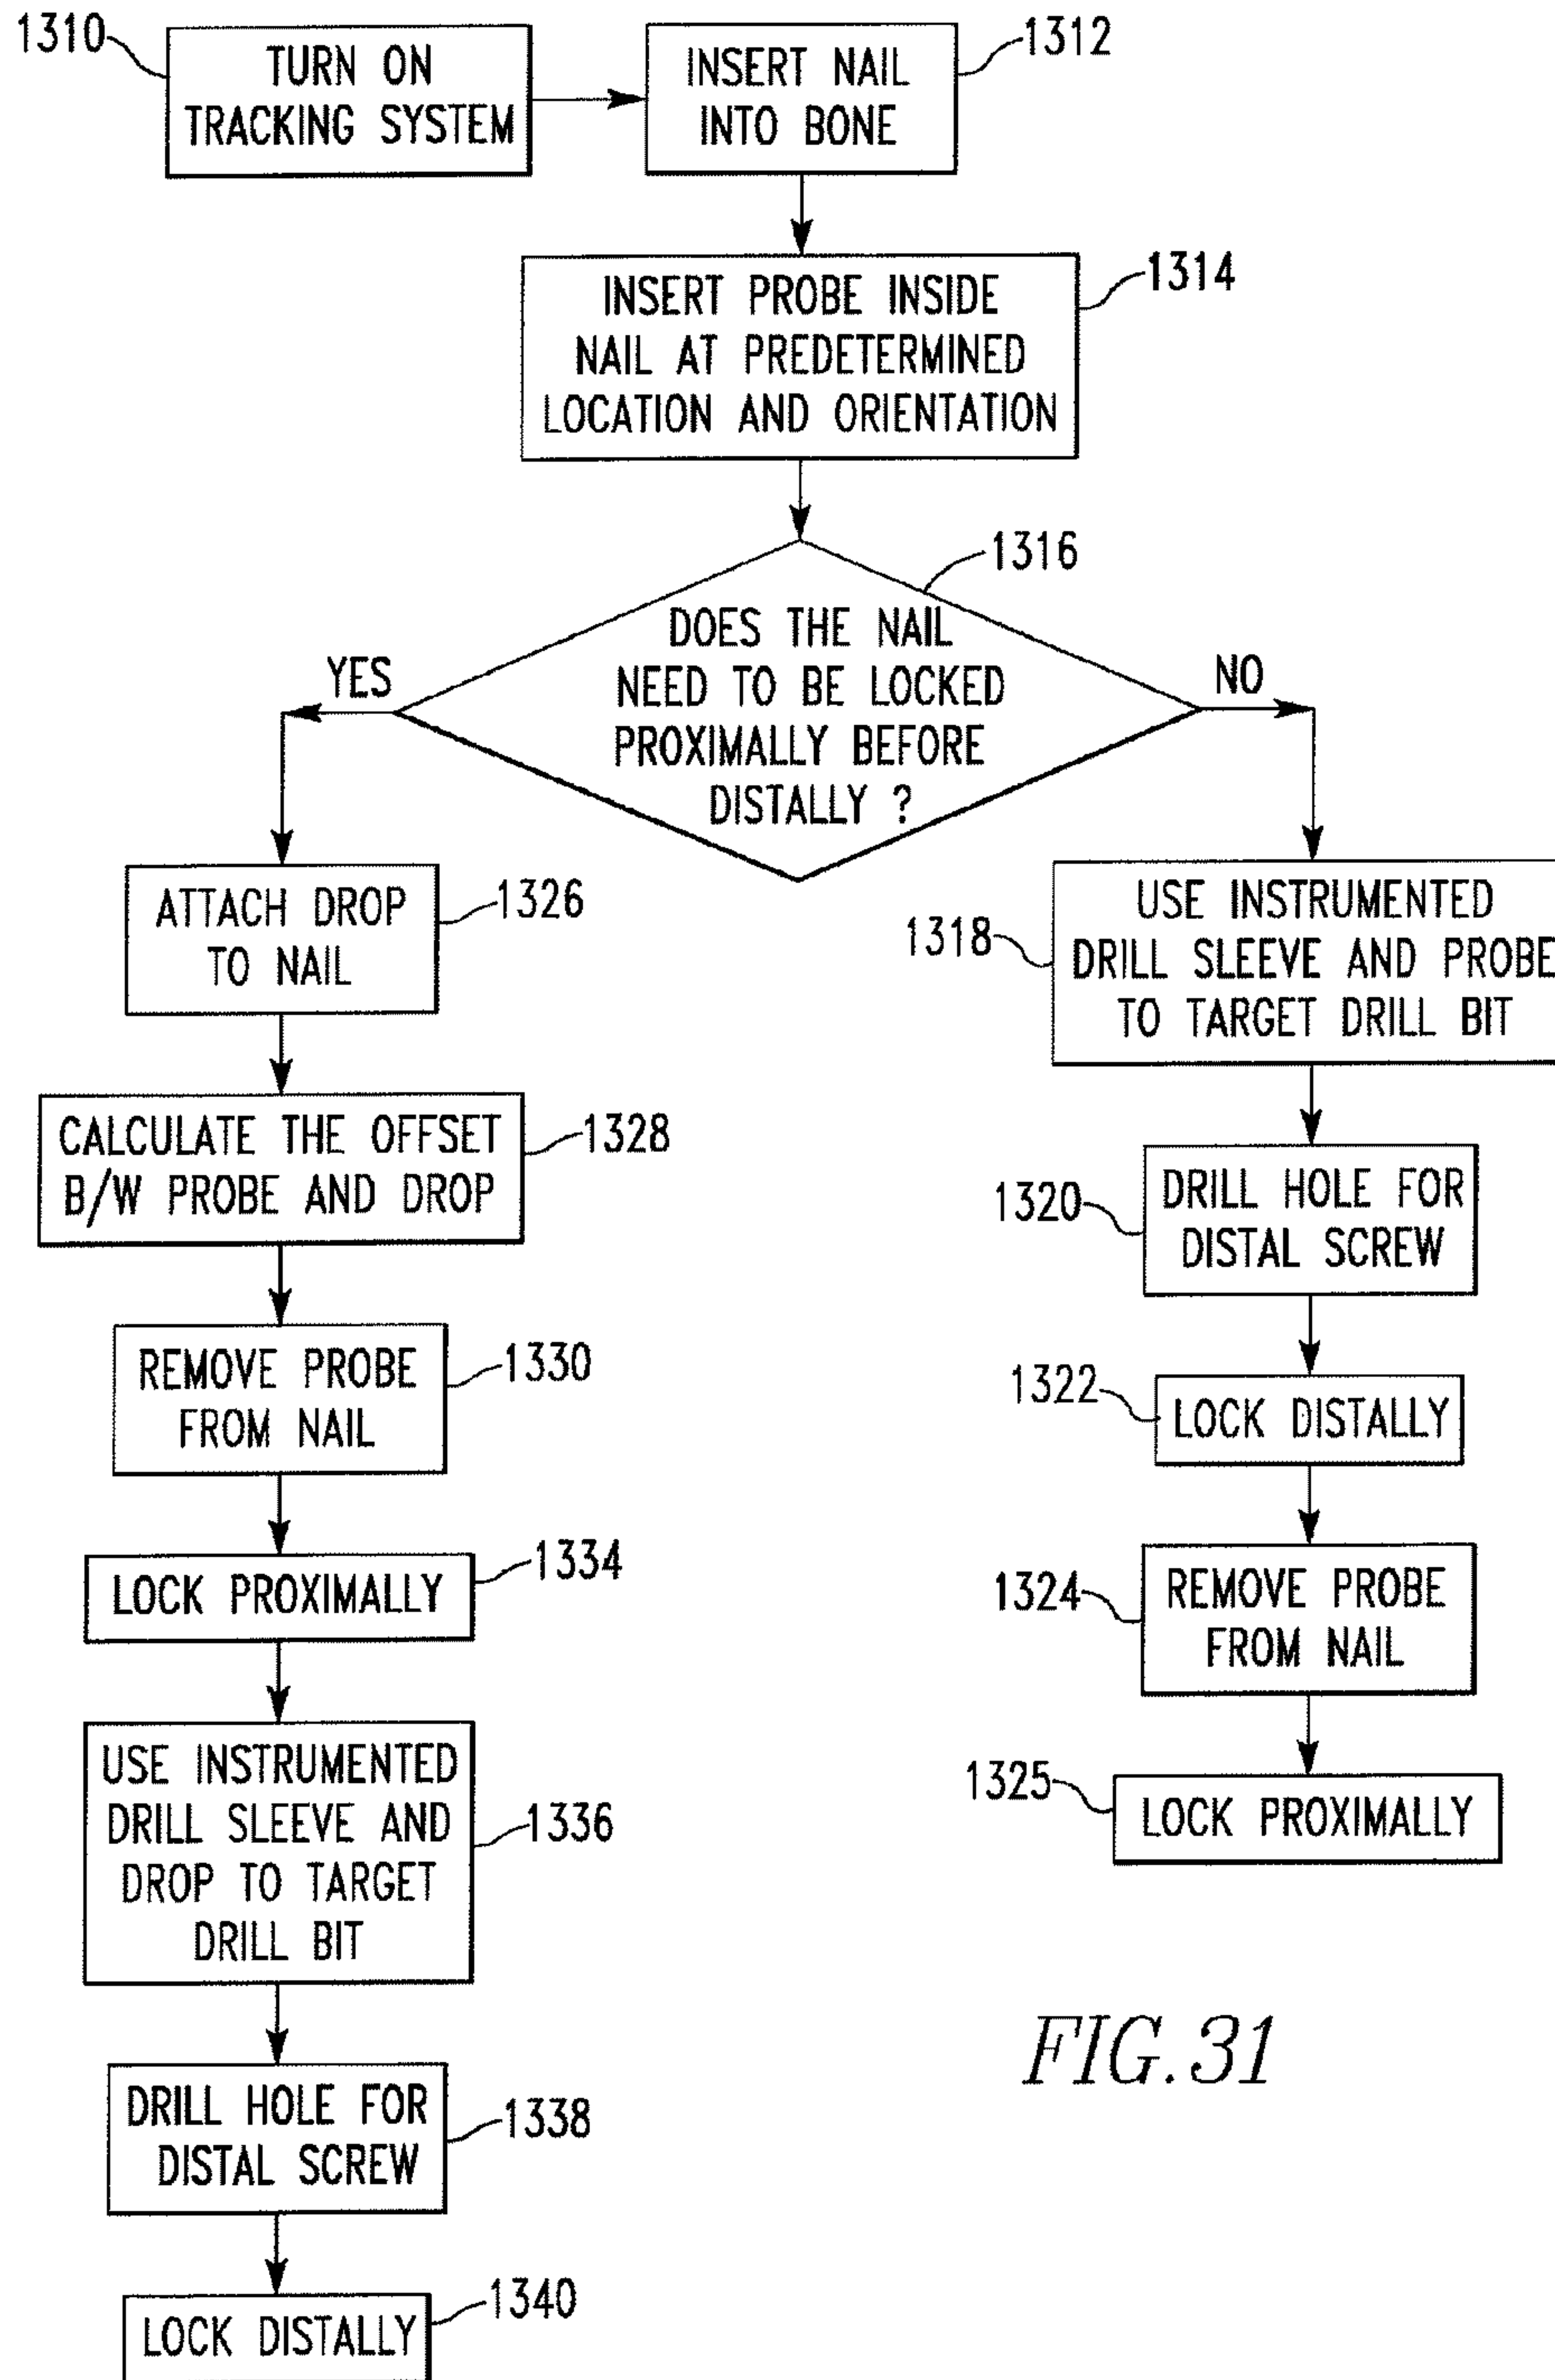 1310
TURN ON
TRACKING SYSTEM
1312
INSERT NAIL
INTO BONE
1314
INSERT PROBE INSIDE
NAIL AT PREDETERMINED
LOCATION AND ORIENTATION
1316
DOES THE NAIL
NEED TO BE LOCKED
PROXIMALLY BEFORE
DISTALLY ?
YES
NO
1326
ATTACH DROP
TO NAIL
1328
CALCULATE THE OFFSET
B/W PROBE AND DROP
1330
REMOVE PROBE
FROM NAIL
1334
LOCK PROXIMALLY
1336
USE INSTRUMENTED
DRILL SLEEVE AND
DROP TO TARGET
DRILL BIT
1338
DRILL HOLE FOR
DISTAL SCREW
1340
LOCK DISTALLY
1318
USE INSTRUMENTED
DRILL SLEEVE AND PROBE
TO TARGET DRILL BIT
1320
DRILL HOLE FOR
DISTAL SCREW
1322
LOCK DISTALLY
1324
REMOVE PROBE
FROM NAIL
1325
LOCK PROXIMALLY
FIG. 31